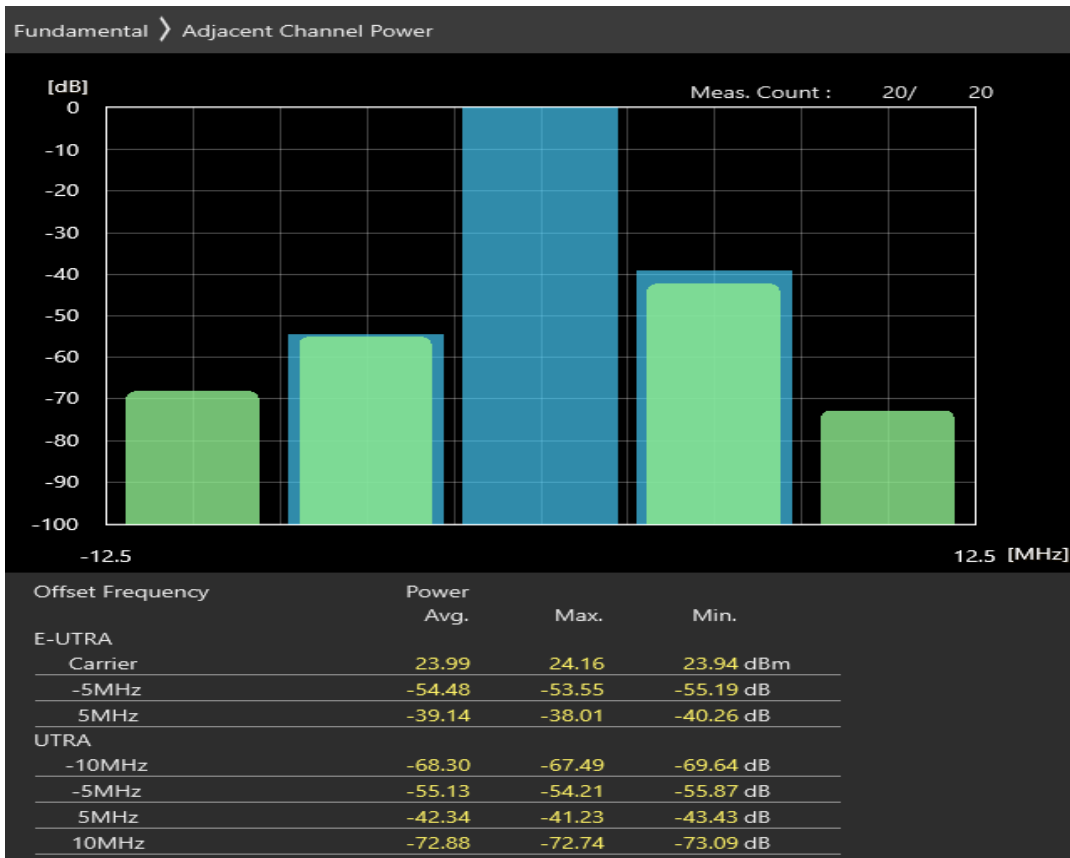 Fundamental 〉 Adjacent Channel Power
[dB]
Meas. Count : 20/ 20
0
-10
-20
-30
-40
-50
-60
-70
-80
-90
-100
-12.5 12.5 [MHz]
Offset Frequency Power
Avg. Max. Min.
E-UTRA
Carrier 23.99 24.16 23.94 dBm
-5MHz -54.48 -53.55 -55.19 dB
5MHz -39.14 -38.01 -40.26 dB
UTRA
-10MHz -68.30 -67.49 -69.64 dB
-5MHz -55.13 -54.21 -55.87 dB
5MHz -42.34 -41.23 -43.43 dB
10MHz -72.88 -72.74 -73.09 dB